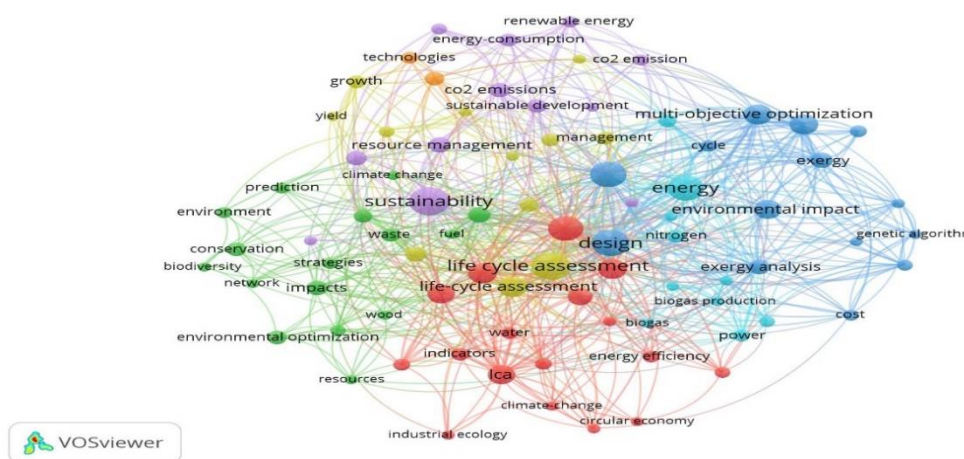 renewable energy
energy-consumption
technologies
co2 emission
growth
co2 emissions
sustainable development
multi-objective optimization
yield
management
resource management
cycle
exergy
climate change
prediction
energy
sustainability
environment
environmental impact
waste
fuel
design
nitrogen
genetic algorithm
conservation
strategies
biodiversity
life cycle assessment
exergy analysis
network
impacts
life-cycle assessment
biogas production
wood
biogas
cost
environmental optimization
water
power
indicators
energy efficiency
resources
lca
climate-change
circular economy
industrial ecology
VOSviewer